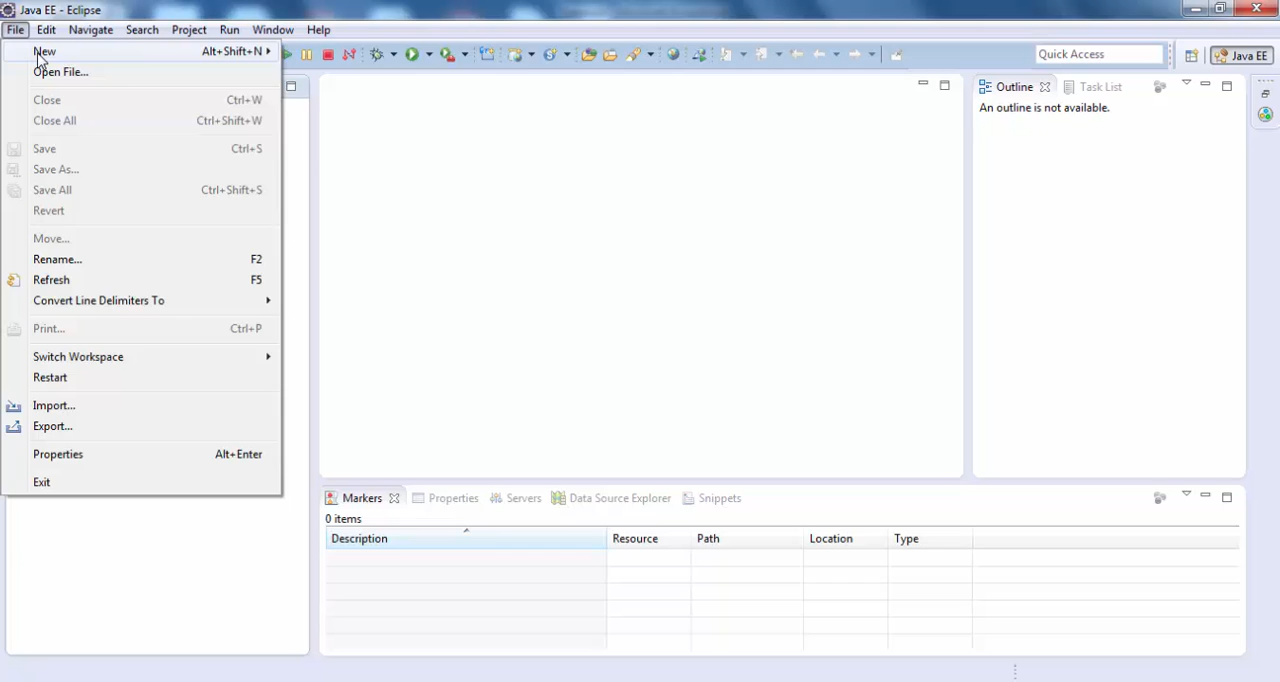 Java EE - Eclipse
File Edit Navigate Search Project Run Window Help
New Alt+Shift+N
Open File...
Close Ctrl+W
Close All Ctrl+Shift+W
Save Ctrl+S
Save As...
Save All Ctrl+Shift+S
Revert
Move...
Rename... F2
Refresh F5
Convert Line Delimiters To
Print... Ctrl+P
Switch Workspace
Restart
Import...
Export...
Properties Alt+Enter
Exit
Quick Access
Java EE
Outline Task List
An outline is not available.
Markers Properties Servers Data Source Explorer Snippets
0 items
Description Resource Path Location Type